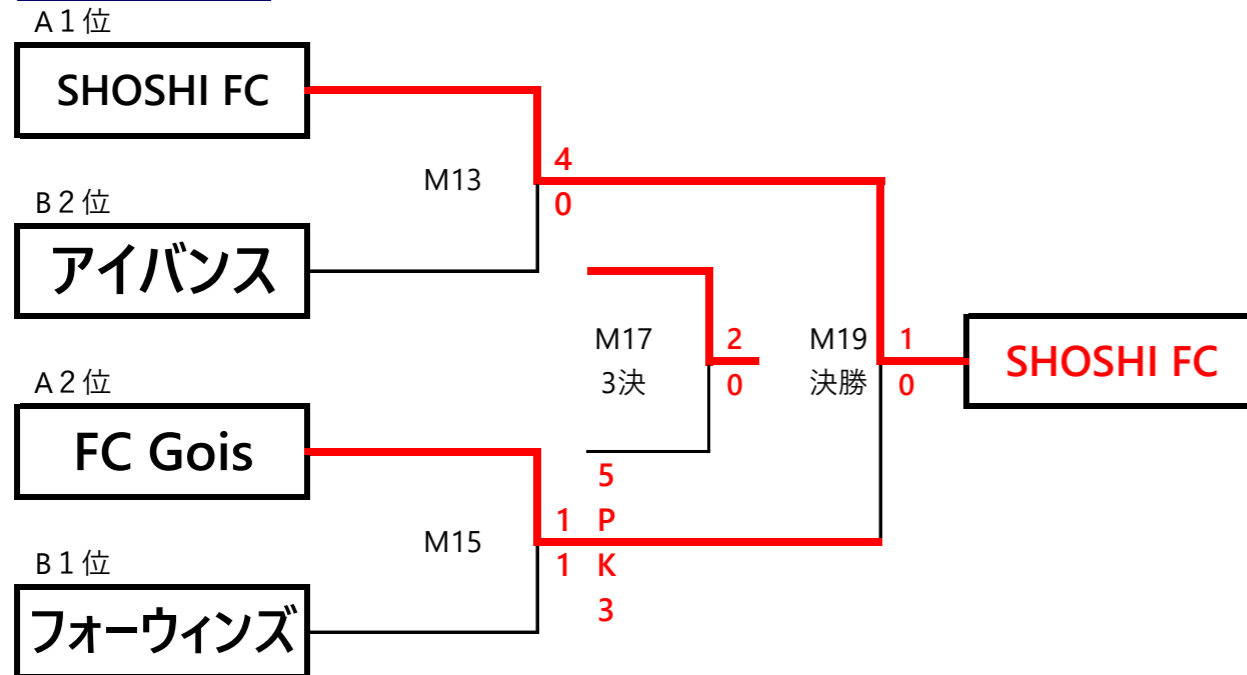 A１位
SHOSHI FC
M13
4
0
B２位
アイバンス
M17
3決
2
0
M19
決勝
1
0
SHOSHI FC
A２位
FC Gois
M15
1
1
5
P
K
3
B１位
フォーウィンズ